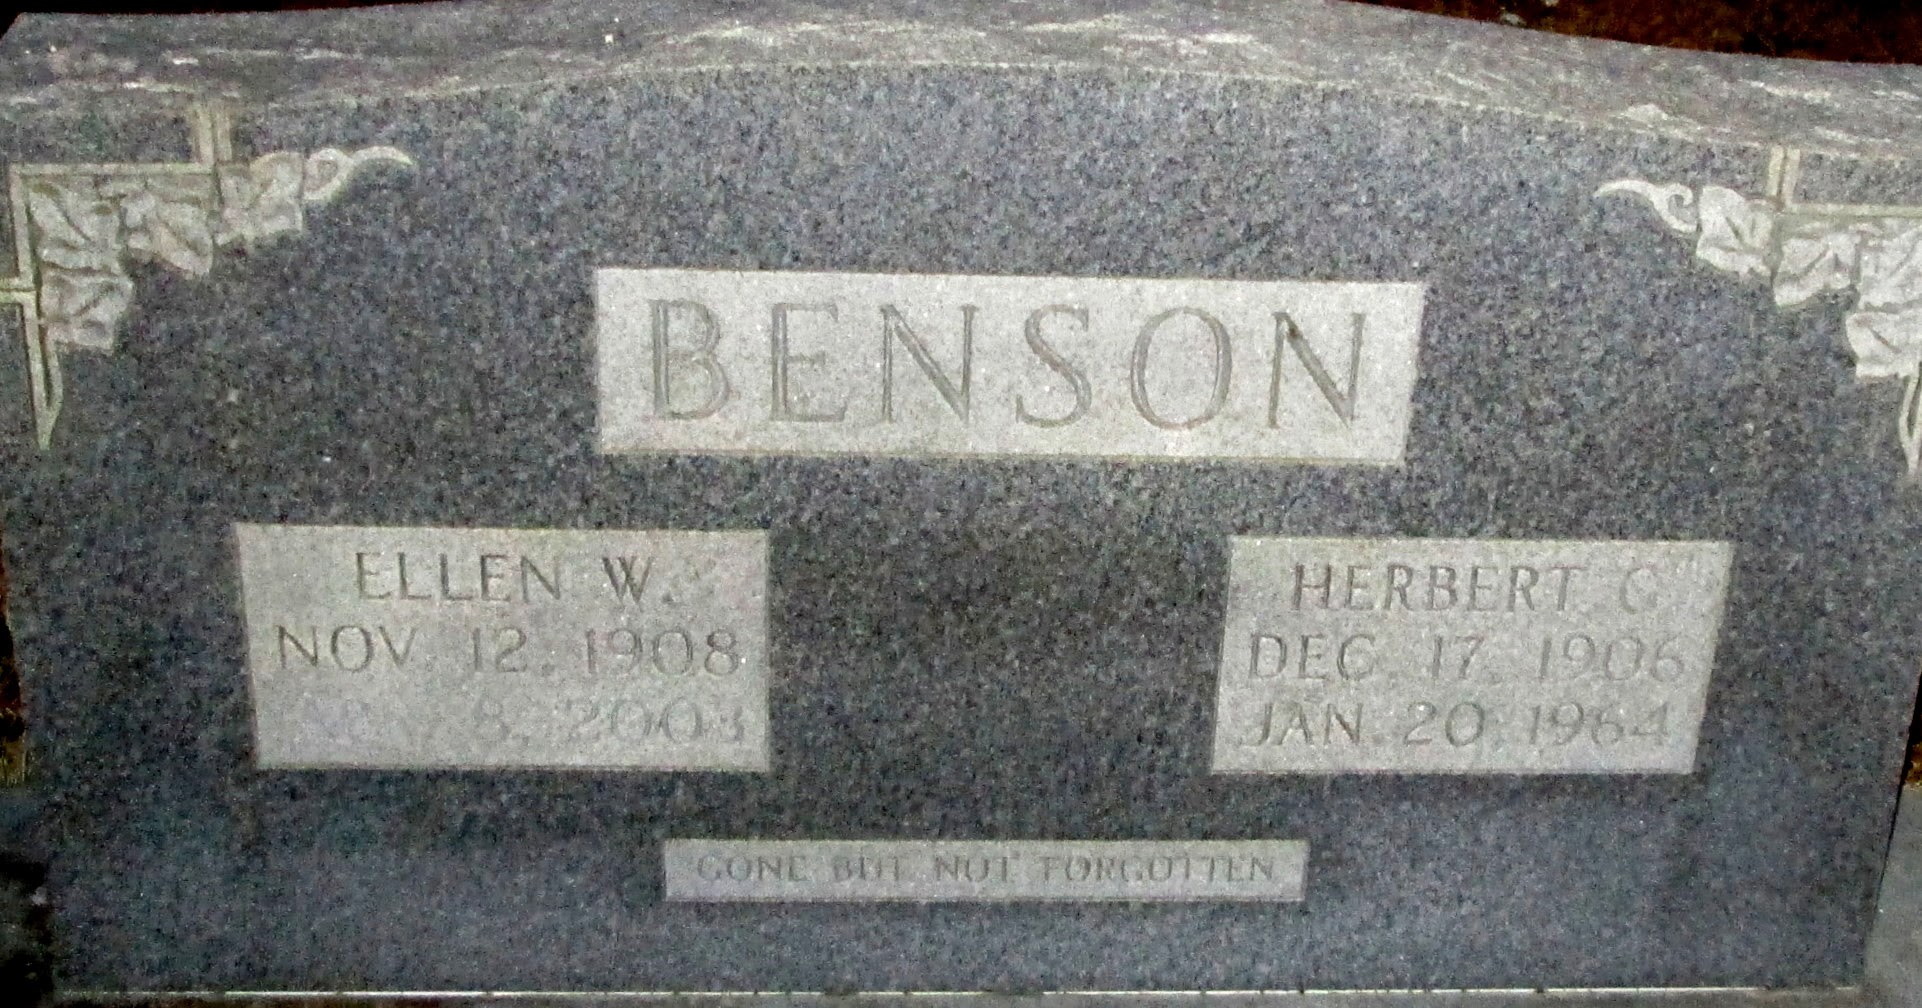 BENSON
ELLEN W.
NOV. 12, 1908
8, 2003
HERBERT C.
DEC. 17, 1906
JAN. 20, 1964
GONE BUT NOT FORGOTTEN